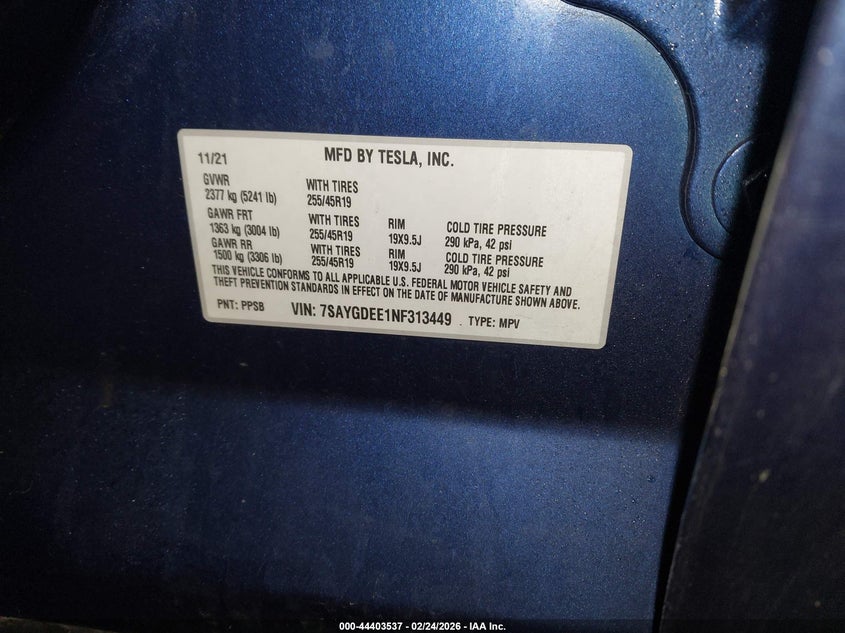 11/21 MFD BY TESLA, INC.
GVWR
2377 kg (5241 lb) WITH TIRES 255/45R19
GAWR FRT
1363 kg (3004 lb) WITH TIRES 255/45R19 RIM 19X9.5J COLD TIRE PRESSURE 290 kPa, 42 psi
GAWR RR
1500 kg (3306 lb) WITH TIRES 255/45R19 RIM 19X9.5J COLD TIRE PRESSURE 290 kPa, 42 psi
THIS VEHICLE CONFORMS TO ALL APPLICABLE U.S. FEDERAL MOTOR VEHICLE SAFETY AND
THEFT PREVENTION STANDARDS IN EFFECT ON THE DATE OF MANUFACTURE SHOWN ABOVE.
PNT: PPSB VIN: 7SAYGDEE1NF313449 TYPE: MPV
000-44403537 - 02/24/2026 - IAA Inc.